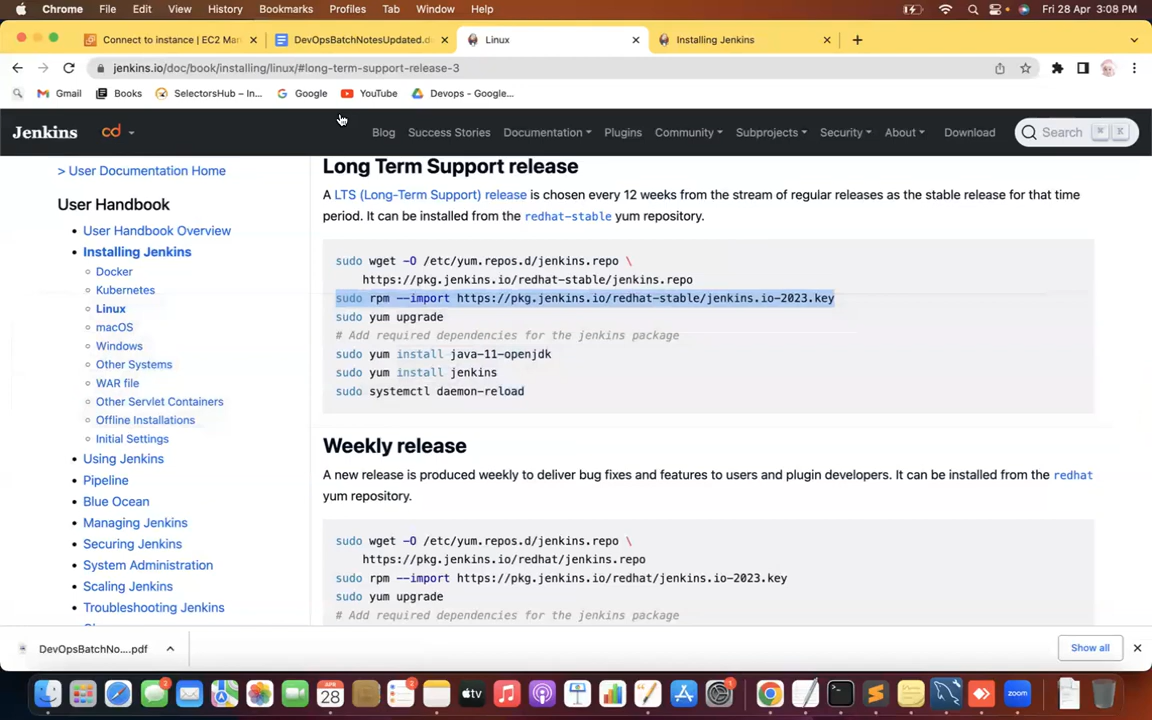 Chrome File Edit View History Bookmarks Profiles Tab Window Help Fri 28 Apr 3:08 PM
Connect to instance | EC2 Man DevOpsBatchNotesUpdated.d Linux Installing Jenkins
jenkins.io/doc/book/installing/linux/#long-term-support-release-3
Gmail Books SelectorsHub – In... Google YouTube Devops - Google...
Jenkins cd Blog Success Stories Documentation Plugins Community Subprojects Security About Download Search K
> User Documentation Home
User Handbook
• User Handbook Overview
• Installing Jenkins
Docker
Kubernetes
Linux
macOS
Windows
Other Systems
WAR file
Other Servlet Containers
Offline Installations
Initial Settings
• Using Jenkins
• Pipeline
• Blue Ocean
• Managing Jenkins
• Securing Jenkins
• System Administration
• Scaling Jenkins
• Troubleshooting Jenkins
Long Term Support release
A LTS (Long-Term Support) release is chosen every 12 weeks from the stream of regular releases as the stable release for that time
period. It can be installed from the redhat-stable yum repository.
sudo wget -O /etc/yum.repos.d/jenkins.repo \
https://pkg.jenkins.io/redhat-stable/jenkins.repo
sudo rpm --import https://pkg.jenkins.io/redhat-stable/jenkins.io-2023.key
sudo yum upgrade
# Add required dependencies for the jenkins package
sudo yum install java-11-openjdk
sudo yum install jenkins
sudo systemctl daemon-reload
Weekly release
A new release is produced weekly to deliver bug fixes and features to users and plugin developers. It can be installed from the redhat
yum repository.
sudo wget -O /etc/yum.repos.d/jenkins.repo \
https://pkg.jenkins.io/redhat/jenkins.repo
sudo rpm --import https://pkg.jenkins.io/redhat/jenkins.io-2023.key
sudo yum upgrade
# Add required dependencies for the jenkins package
DevOpsBatchNo....pdf Show all
2 APR 28 2 tv 1 zoom